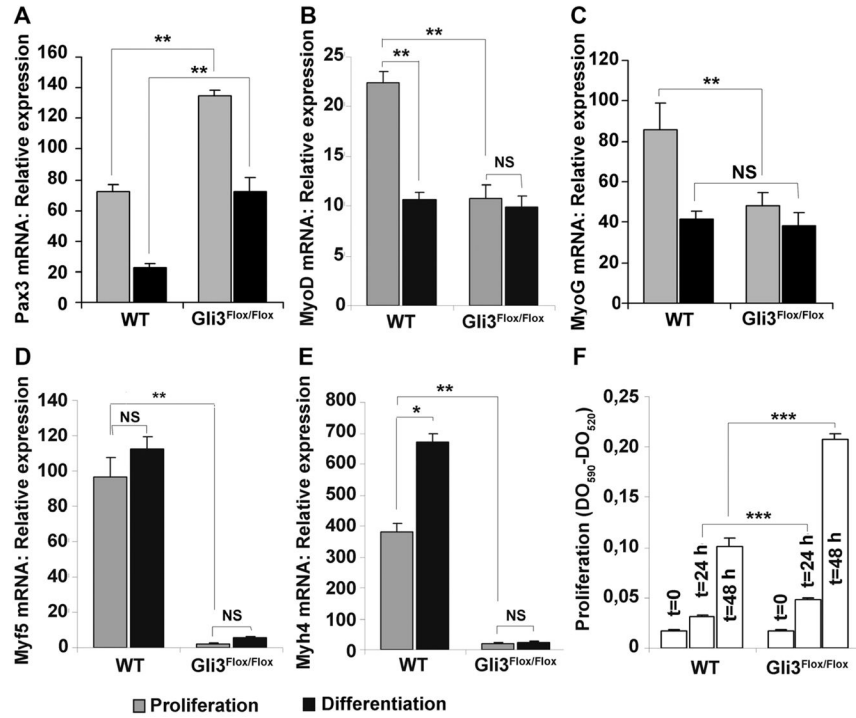 A
Pax3 mRNA: Relative expression
160
140
120
100
80
60
40
20
0
**
**
WT
Gli3Flox/Flox
B
MyoD mRNA: Relative expression
25
20
15
10
5
0
**
**
NS
WT
Gli3Flox/Flox
C
MyoG mRNA: Relative expression
120
100
80
60
40
20
0
**
NS
WT
Gli3Flox/Flox
D
Myf5 mRNA: Relative expression
140
120
100
80
60
40
20
0
**
NS
NS
WT
Gli3Flox/Flox
E
Myh4 mRNA: Relative expression
800
700
600
500
400
300
200
100
0
**
*
NS
WT
Gli3Flox/Flox
F
Proliferation (DO590-DO520)
0,25
0,20
0,15
0,10
0,05
0
***
***
t=0
t=24 h
t=48 h
t=0
t=24 h
t=48 h
WT
Gli3Flox/Flox
Proliferation
Differentiation